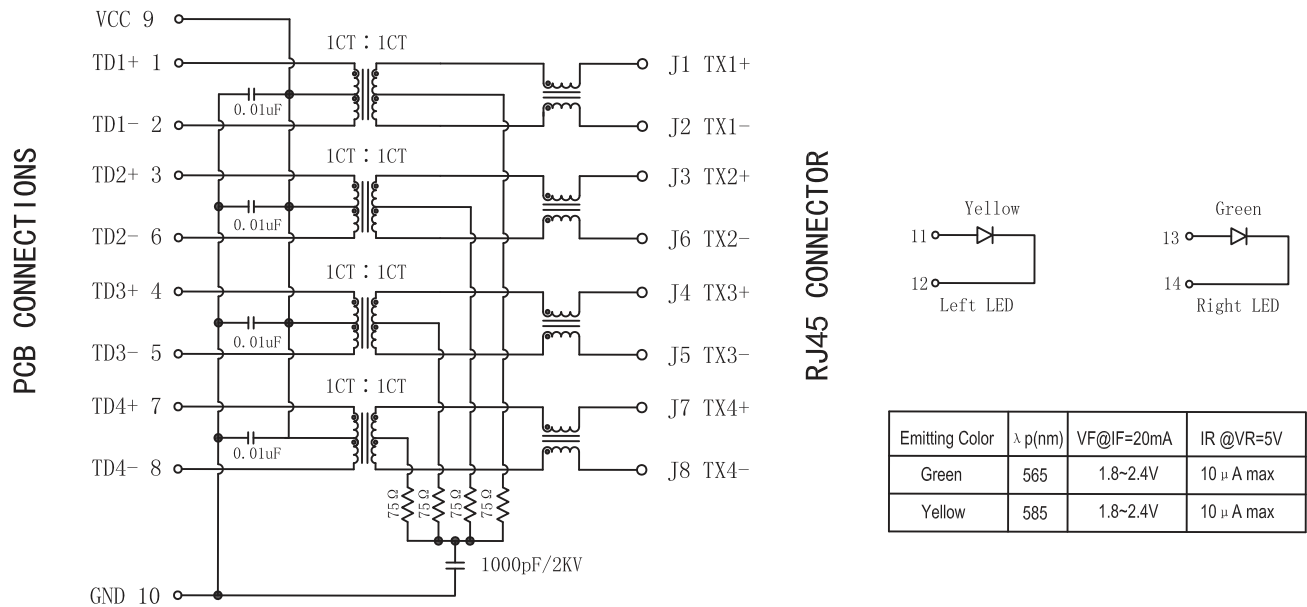 PCB CONNECTIONS
VCC 9
1CT : 1CT
TD1+ 1
J1 TX1+
0.01uF
TD1- 2
J2 TX1-
1CT : 1CT
TD2+ 3
J3 TX2+
0.01uF
TD2- 6
J6 TX2-
1CT : 1CT
TD3+ 4
J4 TX3+
0.01uF
TD3- 5
J5 TX3-
1CT : 1CT
TD4+ 7
J7 TX4+
0.01uF
TD4- 8
J8 TX4-
75Ω 75Ω 75Ω 75Ω
1000pF/2KV
GND 10
RJ45 CONNECTOR
Yellow
11
12
Left LED
Green
13
14
Right LED
Emitting Color λp(nm) VF@IF=20mA IR @VR=5V
Green 565 1.8~2.4V 10 μ A max
Yellow 585 1.8~2.4V 10 μ A max